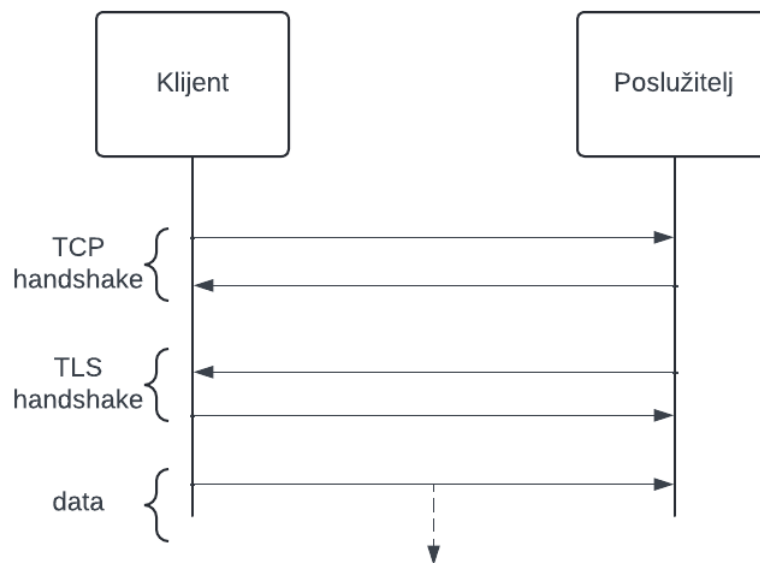 Klijent
Poslužitelj
TCP
handshake
TLS
handshake
data